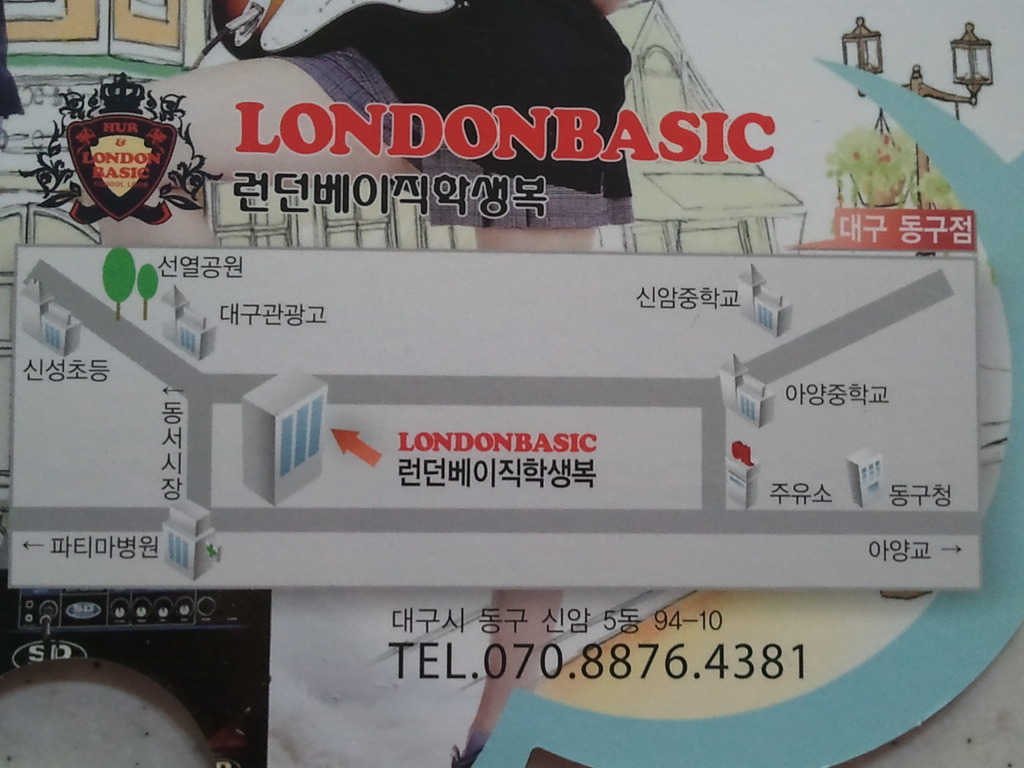 HUR
&
LONDON
BASIC
LONDONBASIC
런던베이직학생복
대구 동구점
선열공원
대구관광고
신암중학교
신성초등
←동서시장
아양중학교
LONDONBASIC
런던베이직학생복
주유소
동구청
← 파티마병원
아양교 →
대구시 동구 신암 5동 94-10
TEL.070.8876.4381
SD
SD